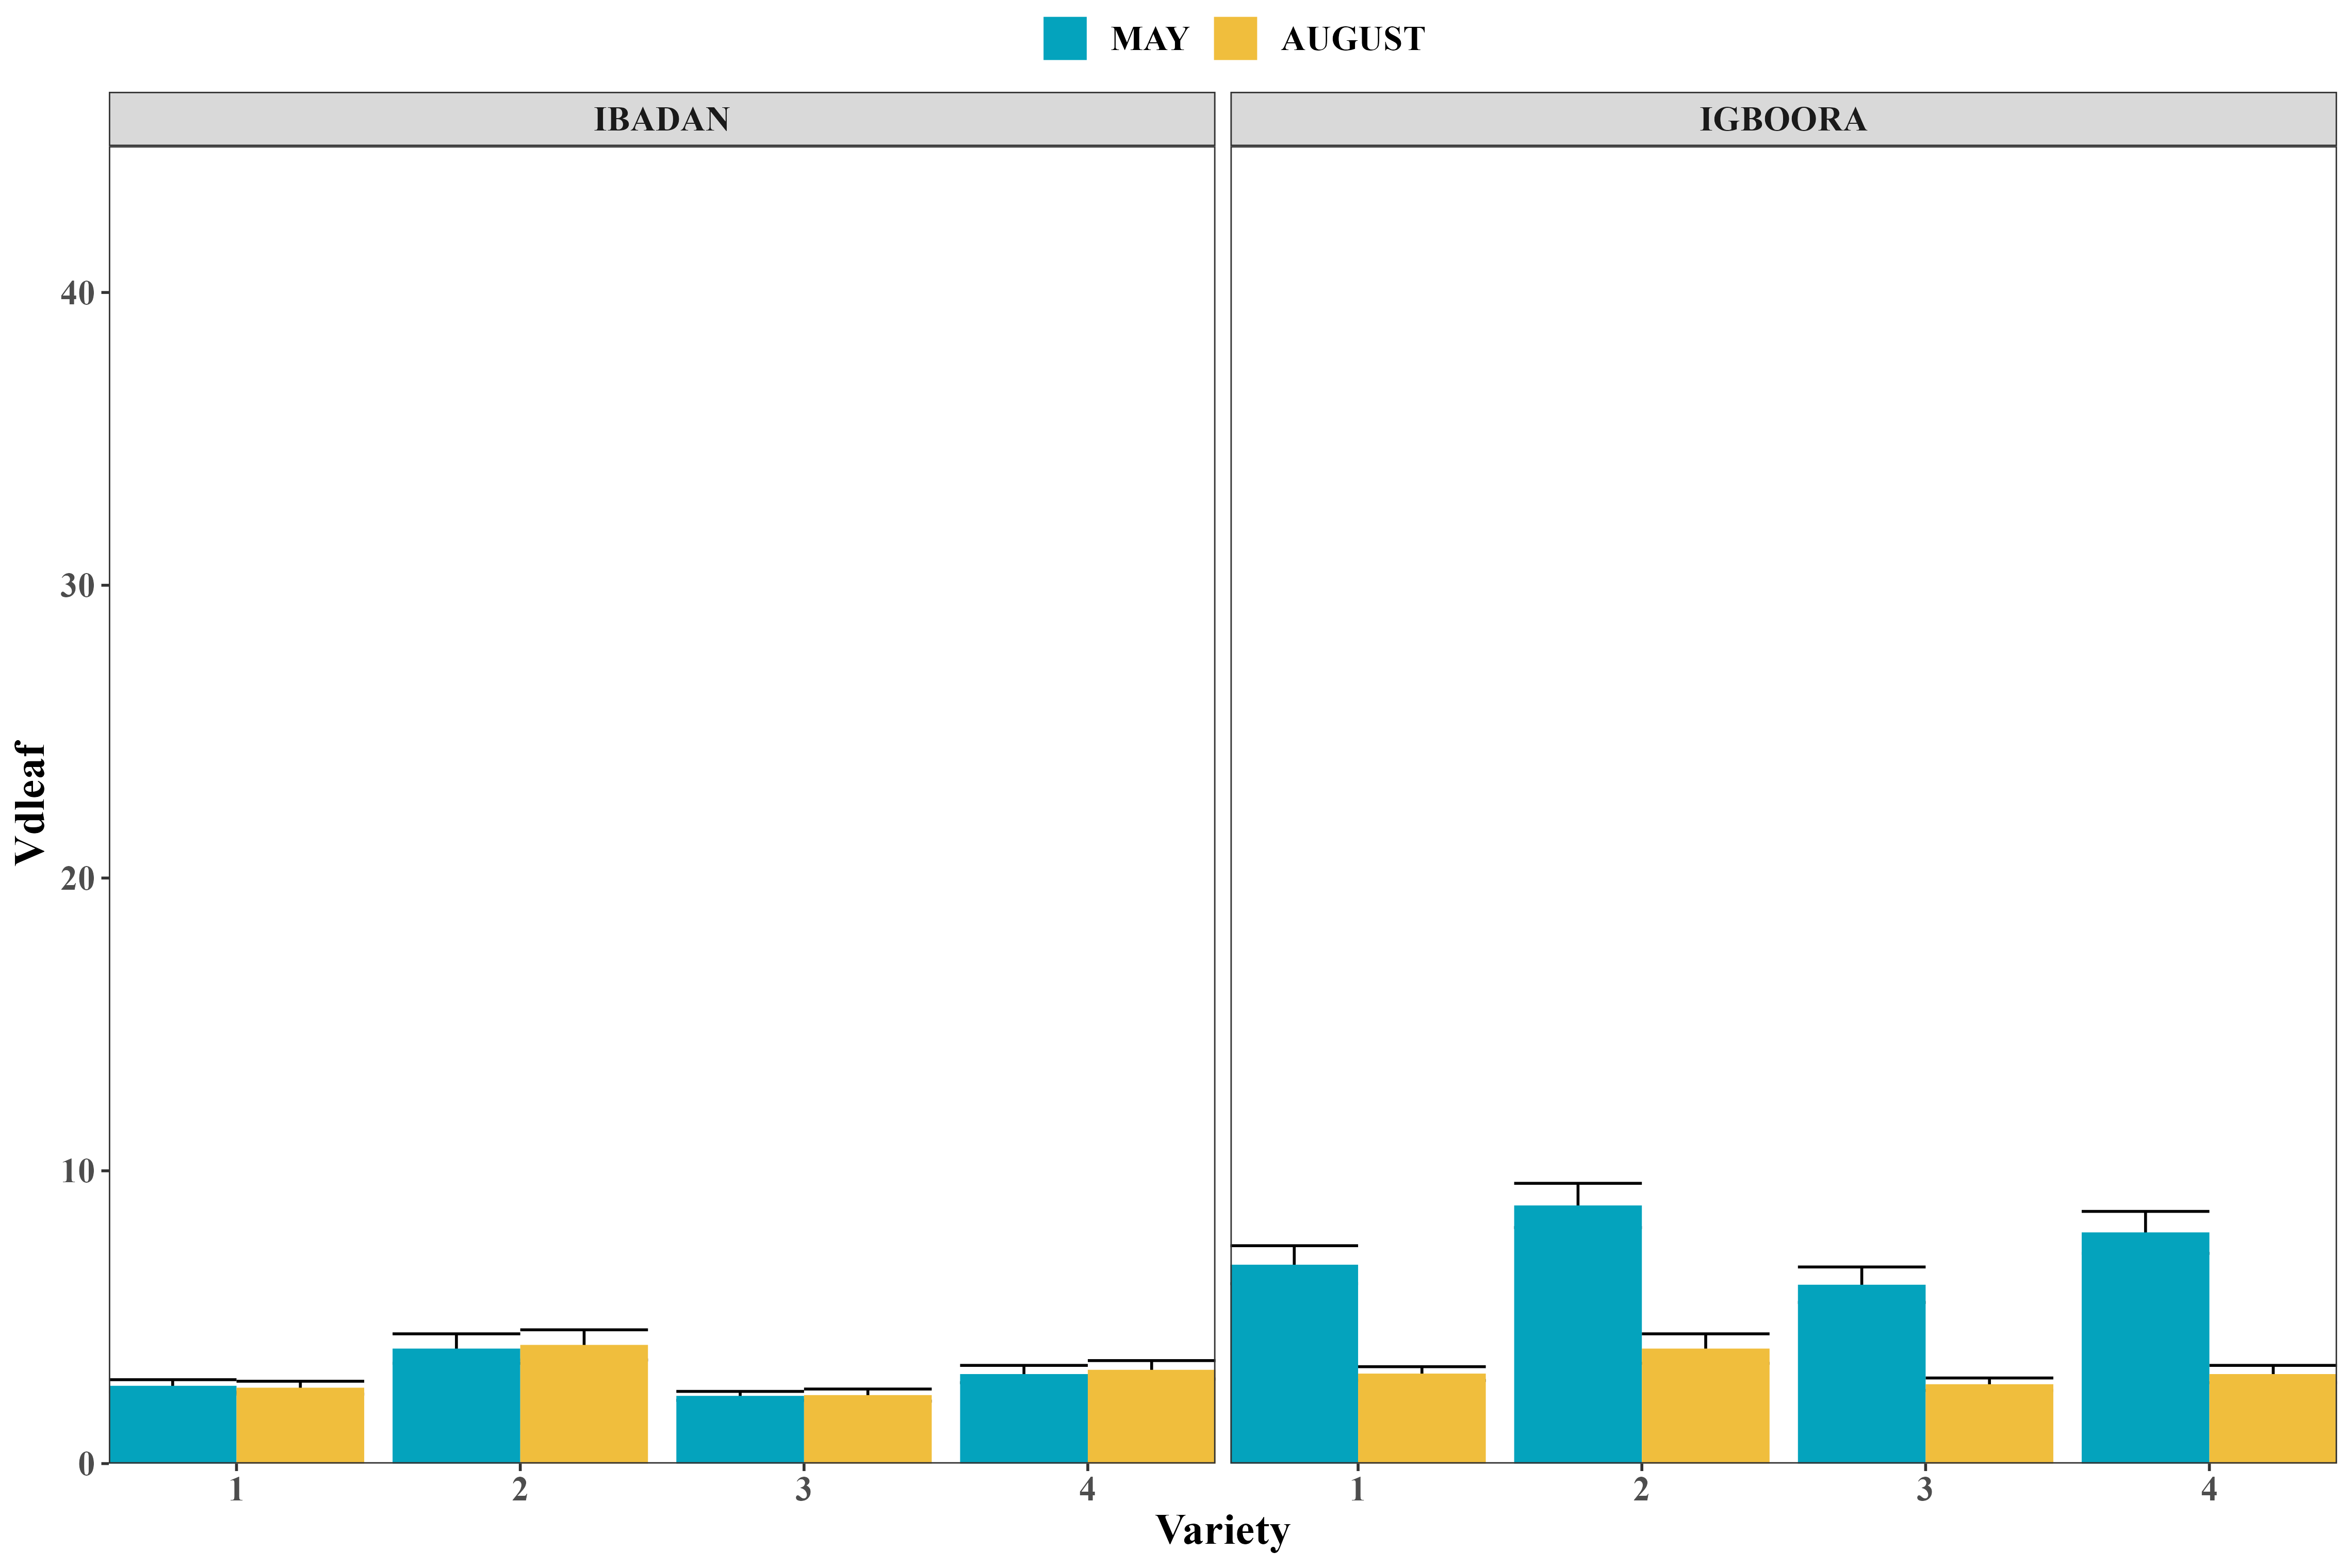 MAY AUGUST
IBADAN IGBOORA
40
30
20
10
0
Vdleaf
1 2 3 4 1 2 3 4
Variety